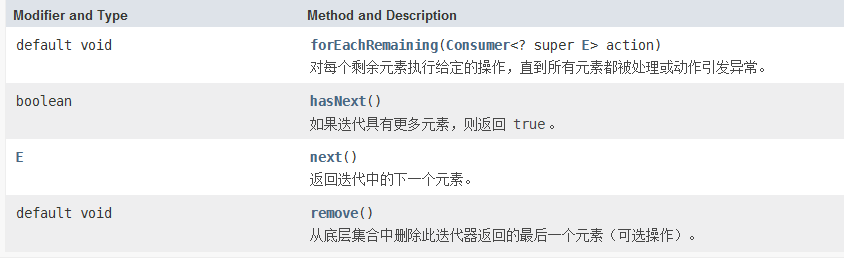 Modifier and Type Method and Description
default void forEachRemaining(Consumer<? super E> action)
对每个剩余元素执行给定的操作，直到所有元素都被处理或动作引发异常。
boolean hasNext()
如果迭代具有更多元素，则返回 true 。
E next()
返回迭代中的下一个元素。
default void remove()
从底层集合中删除此迭代器返回的最后一个元素（可选操作）。